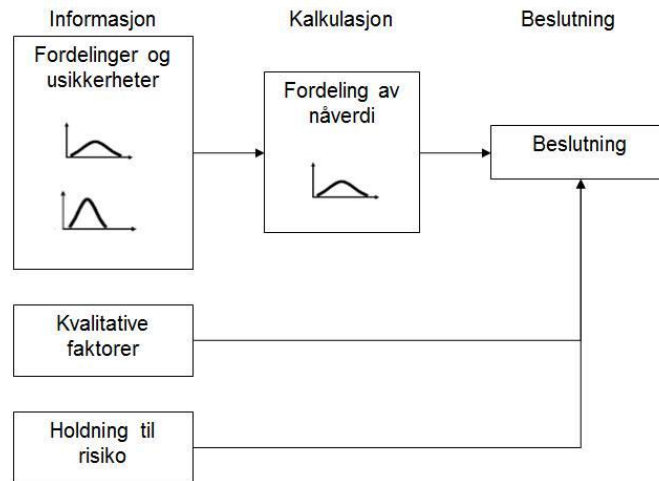 Informasjon
Kalkulasjon
Beslutning
Fordelinger og
usikkerheter
Fordeling av
nåverdi
Beslutning
Kvalitative
faktorer
Holdning til
risiko